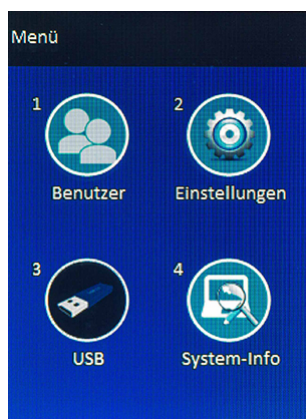 Menü
1
2
Benutzer
Einstellungen
3
4
USB
System-Info